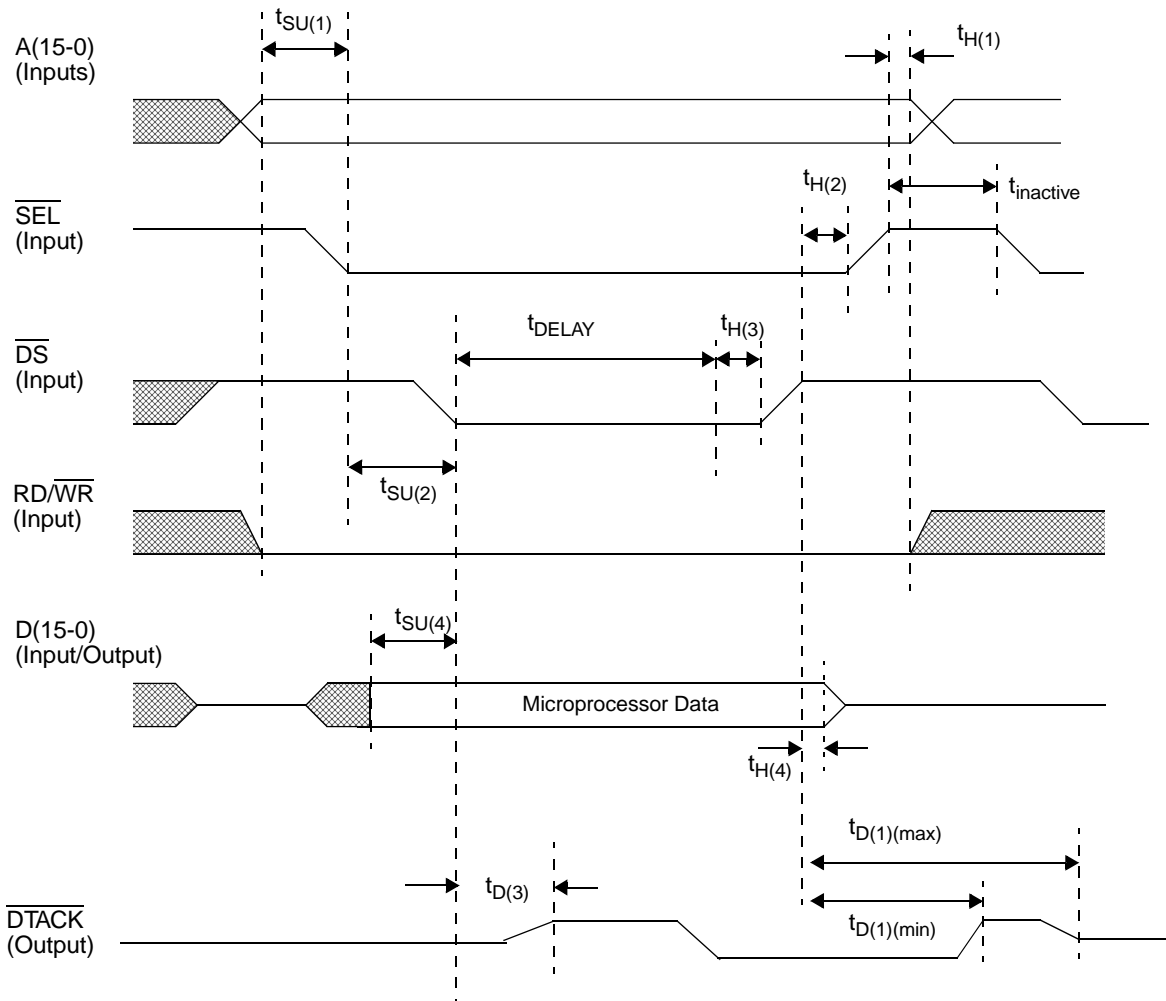 tSU(1)
A(15-0)
(Inputs)
tH(1)
tH(2)
tinactive
SEL
(Input)
tDELAY
tH(3)
DS
(Input)
tSU(2)
RD/WR
(Input)
D(15-0)
(Input/Output)
tSU(4)
Microprocessor Data
tH(4)
tD(1)(max)
tD(3)
tD(1)(min)
DTACK
(Output)